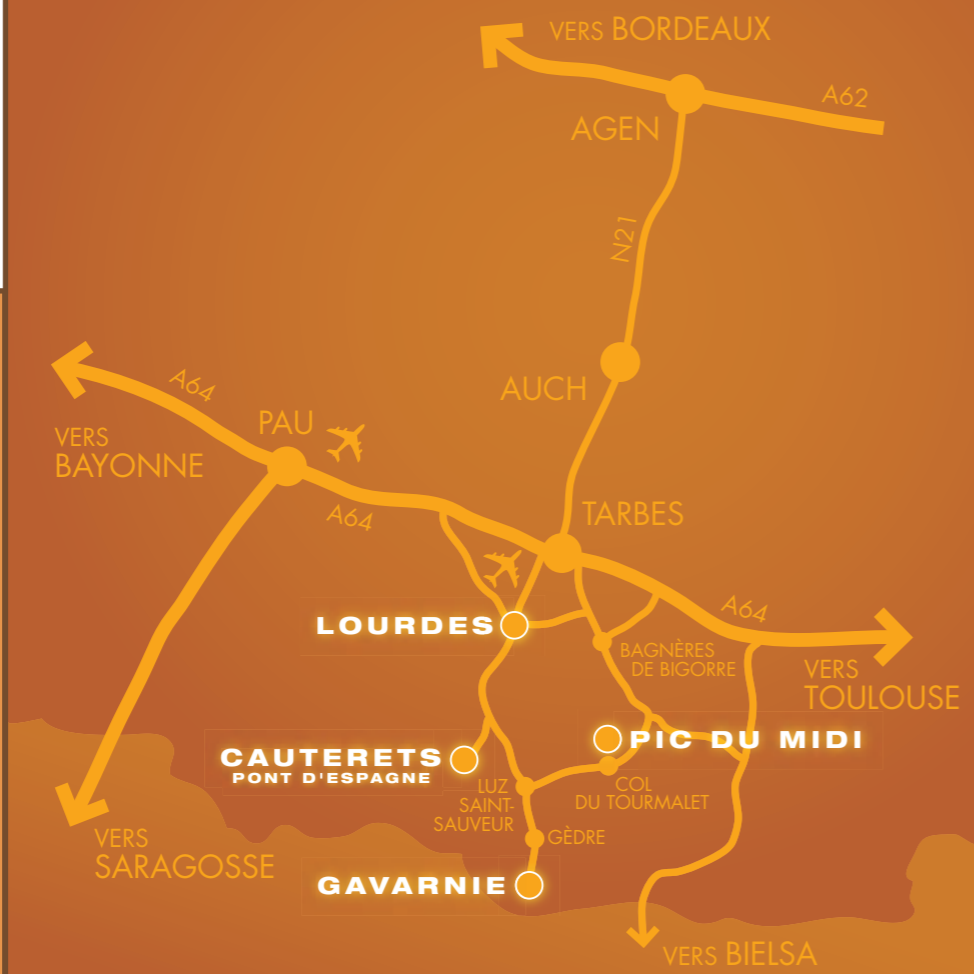 VERS BORDEAUX
A62
AGEN
N21
A64
AUCH
PAU
VERS
BAYONNE
A64
TARBES
A64
LOURDES
BAGNÈRES
DE BIGORRE
VERS
TOULOUSE
PIC DU MIDI
CAUTERETS
PONT D'ESPAGNE
LUZ
SAINT-
SAUVEUR
COL
DU TOURMALET
VERS
SARAGOSSE
GÈDRE
GAVARNIE
VERS BIELSA